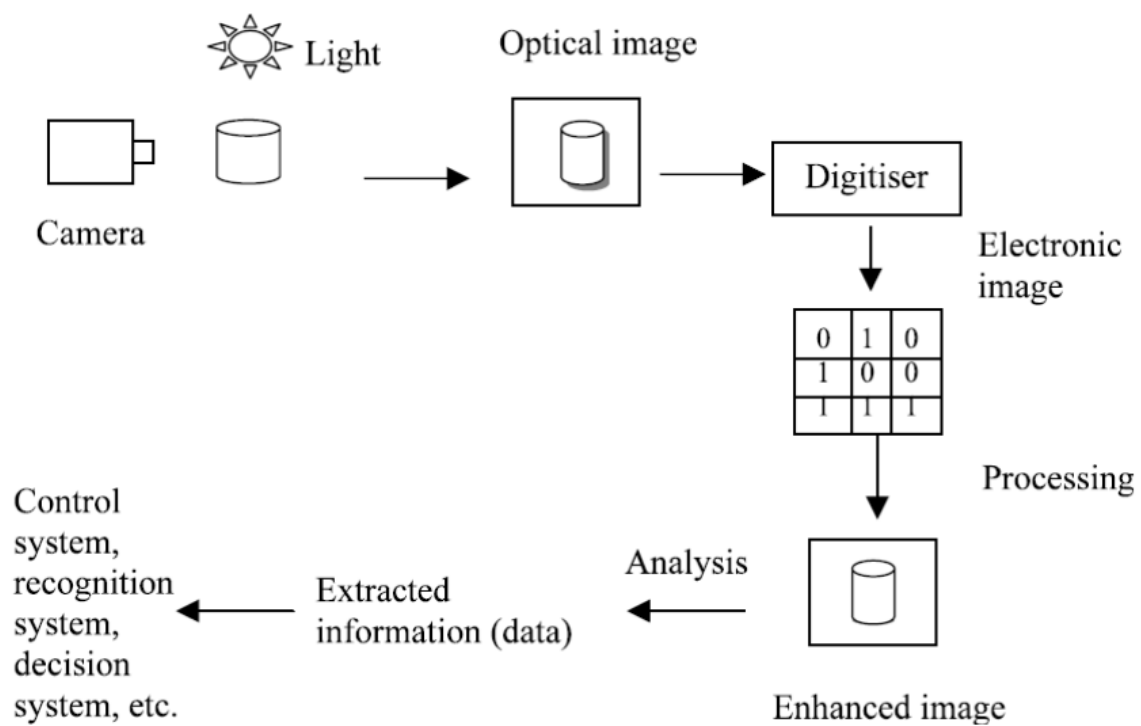 Light
Optical image
Camera
Digitiser
Electronic
image
0 1 0
1 0 0
1 1 1
Processing
Enhanced image
Analysis
Extracted
information (data)
Control
system,
recognition
system,
decision
system, etc.